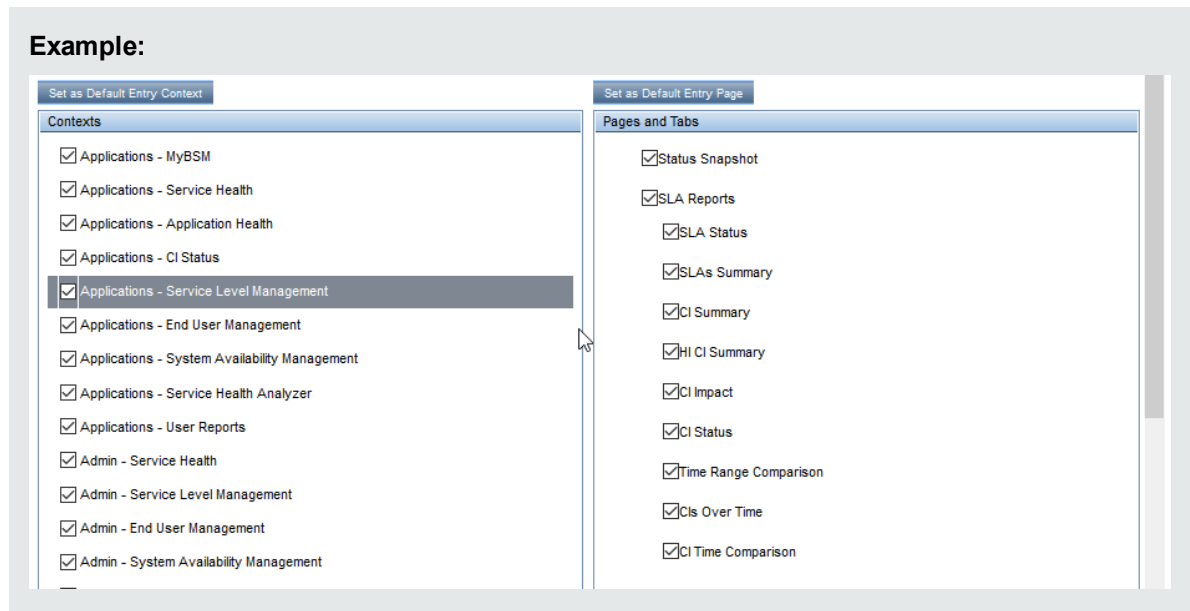 Example:
Set as Default Entry Context
Contexts
Applications - MyBSM
Applications - Service Health
Applications - Application Health
Applications - CI Status
Applications - Service Level Management
Applications - End User Management
Applications - System Availability Management
Applications - Service Health Analyzer
Applications - User Reports
Admin - Service Health
Admin - Service Level Management
Admin - End User Management
Admin - System Availability Management
Set as Default Entry Page
Pages and Tabs
Status Snapshot
SLA Reports
SLA Status
SLAs Summary
CI Summary
HI CI Summary
CI Impact
CI Status
Time Range Comparison
CIs Over Time
CI Time Comparison